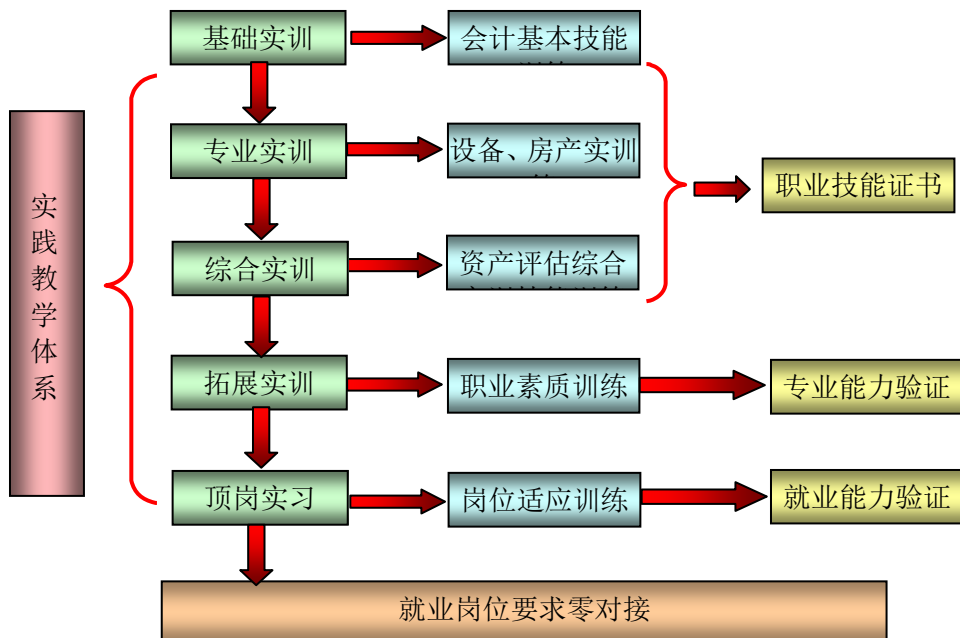 基础实训
会计基本技能
专业实训
设备、房产实训
职业技能证书
实践教学体系
综合实训
资产评估综合
拓展实训
职业素质训练
专业能力验证
顶岗实习
岗位适应训练
就业能力验证
就业岗位要求零对接